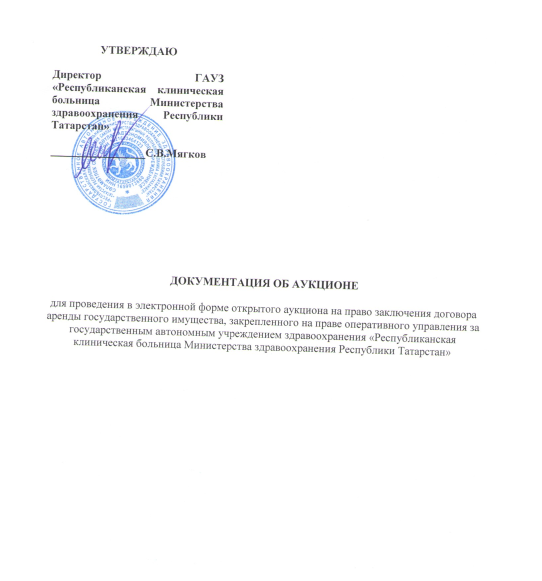 УТВЕРЖДАЮ
Директор ГАУЗ
«Республиканская клиническая
больница Министерства
здравоохранения Республики
Татарстан»
С.В.Мягков
ДОКУМЕНТАЦИЯ ОБ АУКЦИОНЕ
для проведения в электронной форме открытого аукциона на право заключения договора
аренды государственного имущества, закрепленного на праве оперативного управления за
государственным автономным учреждением здравоохранения «Республиканская
клиническая больница Министерства здравоохранения Республики Татарстан»